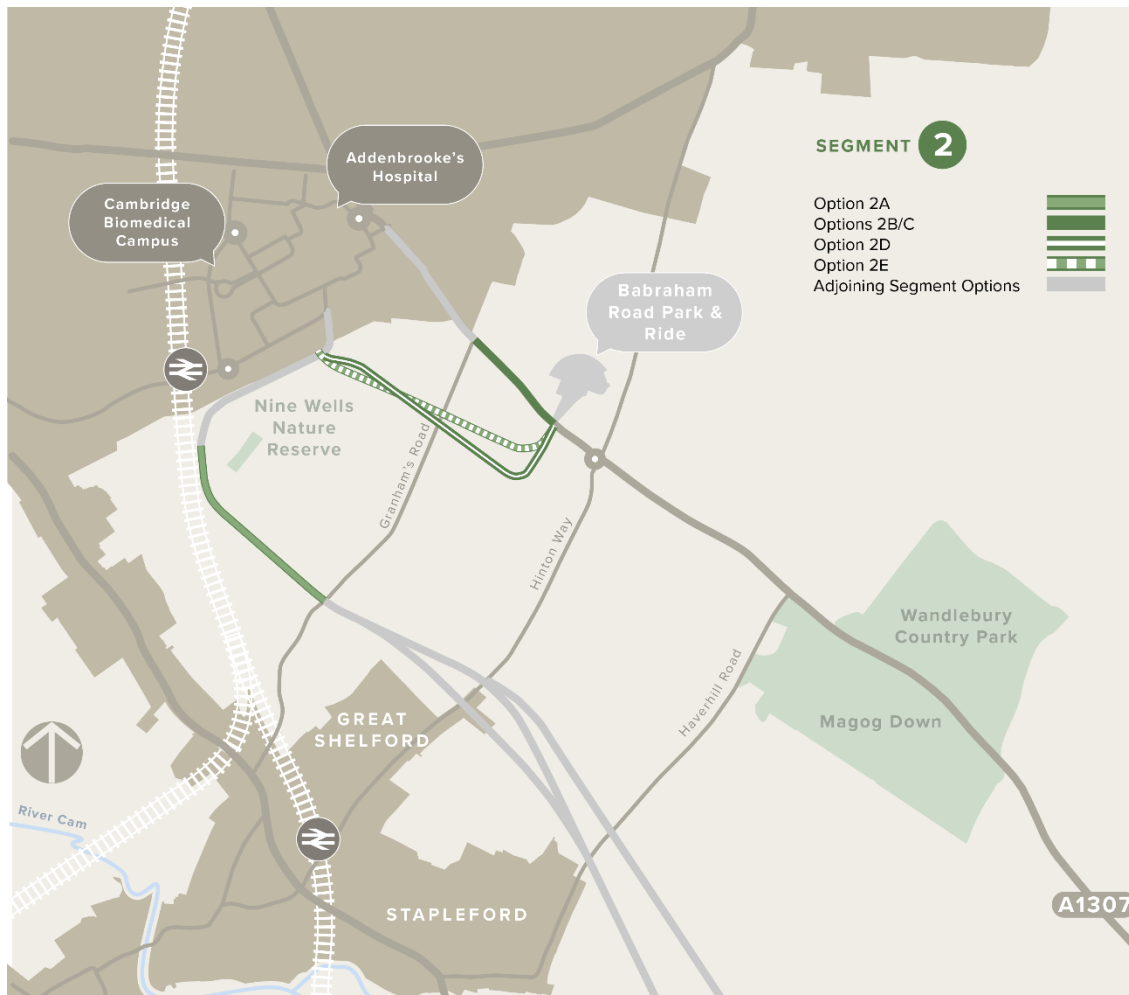 SEGMENT 2
Option 2A
Options 2B/C
Option 2D
Option 2E
Adjoining Segment Options
Addenbrooke's
Hospital
Cambridge
Biomedical
Campus
Babraham
Road Park &
Ride
Nine Wells
Nature
Reserve
Granham's Road
Hinton Way
Wandlebury
Country Park
Haverhill Road
Magog Down
GREAT
SHELFORD
River Cam
STAPLEFORD
A1307